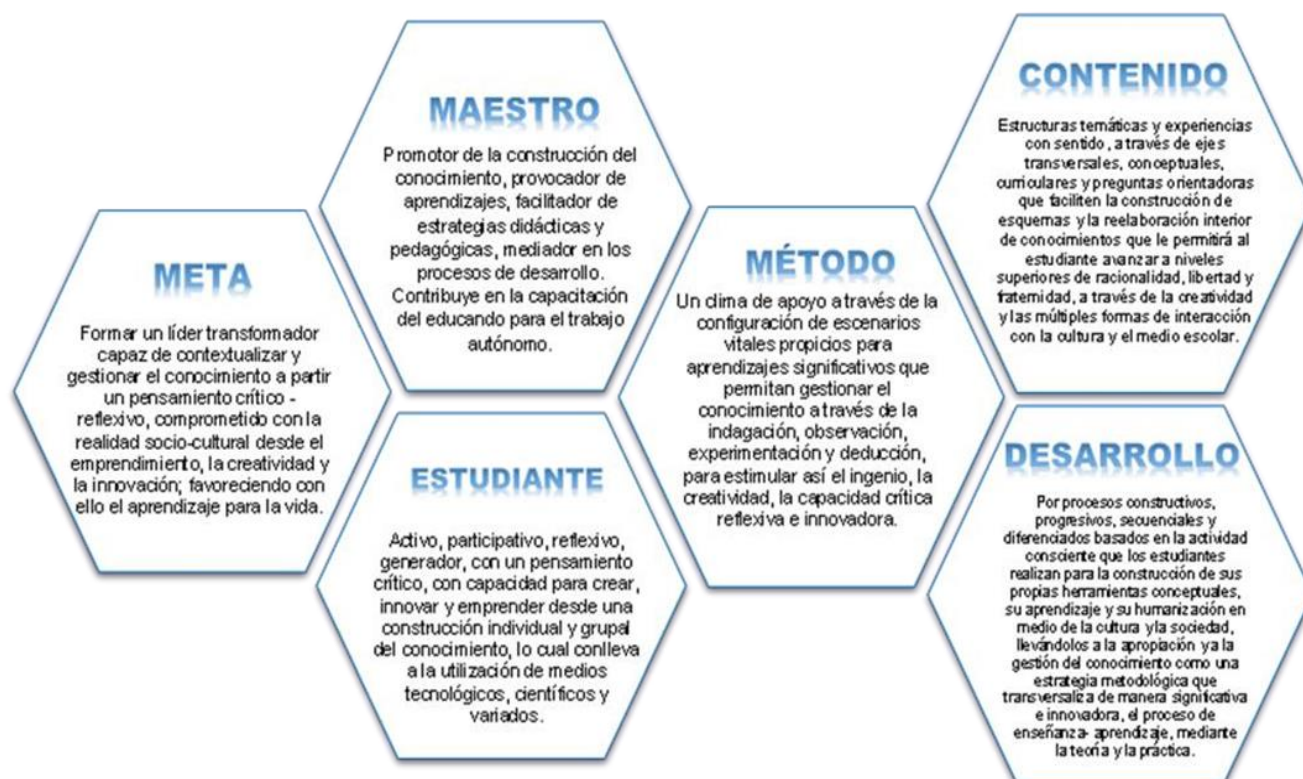 META
Formar un líder transformador
capaz de contextualizar y
gestionar el conocimiento a partir
un pensamiento crítico -
reflexivo, comprometido con la
realidad socio-cultural desde el
emprendimiento, la creatividad y
la innovación; favoreciendo con
ello el aprendizaje para la vida.
MAESTRO
Promotor de la construcción del
conocimiento, provocador de
aprendizajes, facilitador de
estrategias didácticas y
pedagógicas, mediador en los
procesos de desarrollo.
Contribuye en la capacitación
del educando para el trabajo
autónomo.
ESTUDIANTE
Activo, participativo, reflexivo,
generador, con un pensamiento
crítico, con capacidad para crear,
innovar y emprender desde una
construcción individual y grupal
del conocimiento, lo cual conlleva
a la utilización de medios
tecnológicos, científicos y
variados.
MÉTODO
Un clima de apoyo a través de la
configuración de escenarios
vitales propicios para
aprendizajes significativos que
permitan gestionar el
conocimiento a través de la
indagación, observación,
experimentación y deducción,
para estimular así el ingenio, la
creatividad, la capacidad crítica
reflexiva e innovadora.
CONTENIDO
Estructuras temáticas y experiencias
con sentido , a través de ejes
transversales, conceptuales,
curriculares y preguntas orientadoras
que faciliten la construcción de
esquemas y la reelaboración interior
de conocimientos que le permitirá al
estudiante avanzar a niveles
superiores de racionalidad, libertad y
fraternidad, a través de la creatividad
y las múltiples formas de interacción
con la cultura y el medio escolar.
DESARROLLO
Por procesos constructivos,
progresivos, secuenciales y
diferenciados basados en la actividad
consciente que los estudiantes
realizan para la construcción de sus
propias herramientas conceptuales,
su aprendizaje y su humanización en
medio de la cultura y la sociedad,
llevándolos a la apropiación y a la
gestión del conocimiento como una
estrategia metodológica que
transversaliza de manera significativa
e innovadora, el proceso de
enseñanza- aprendizaje, mediante
la teoría y la práctica.